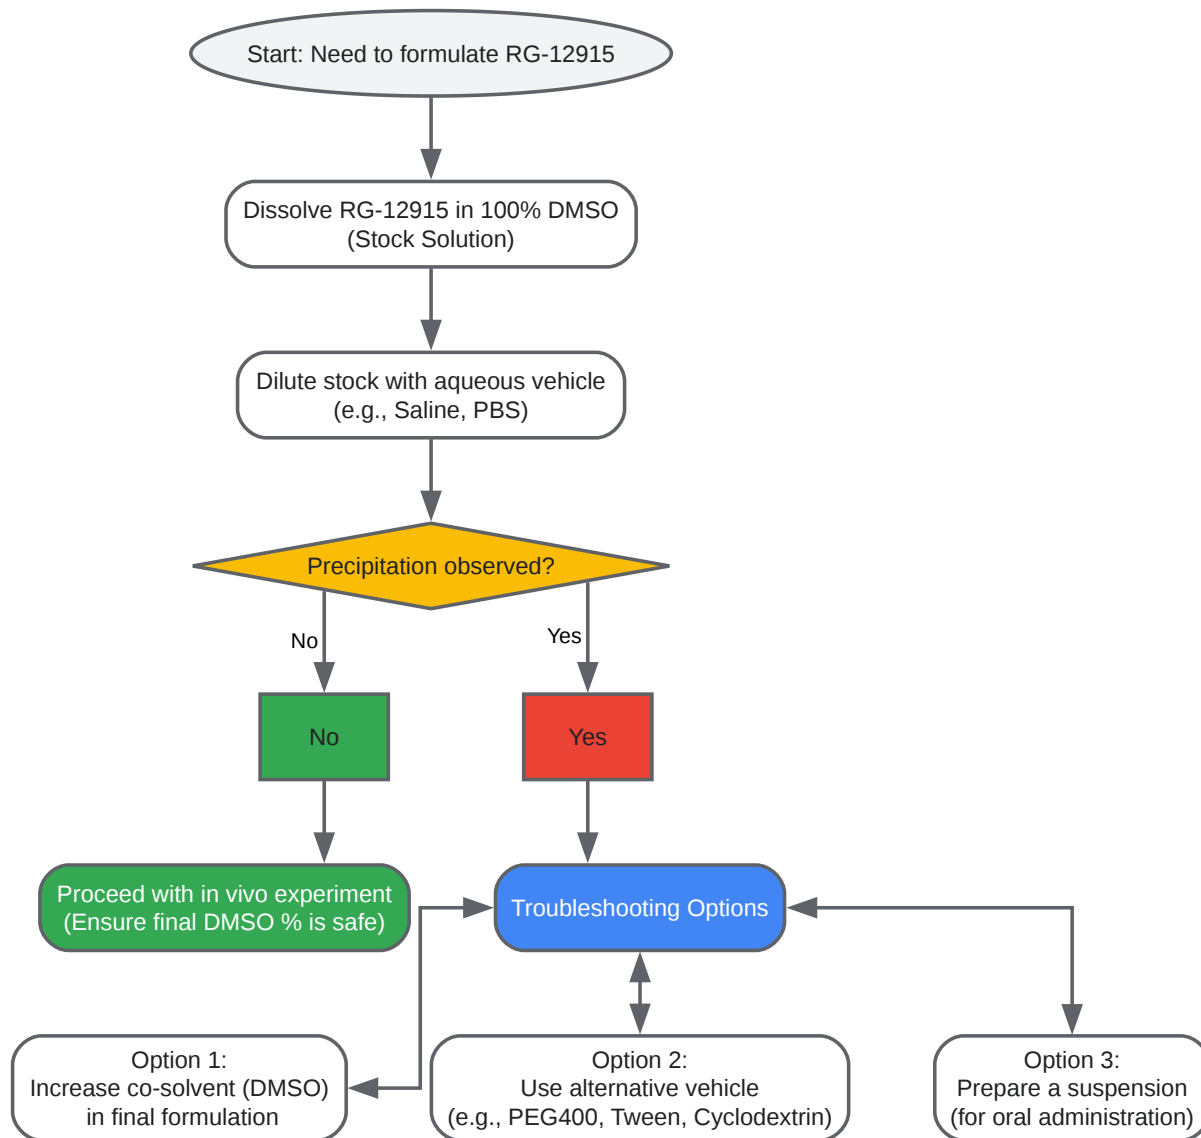 Start: Need to formulate RG-12915
Dissolve RG-12915 in 100% DMSO
(Stock Solution)
Dilute stock with aqueous vehicle
(e.g., Saline, PBS)
Precipitation observed?
No
Yes
No
Yes
Proceed with in vivo experiment
(Ensure final DMSO % is safe)
Troubleshooting Options
Option 1:
Increase co-solvent (DMSO)
in final formulation
Option 2:
Use alternative vehicle
(e.g., PEG400, Tween, Cyclodextrin)
Option 3:
Prepare a suspension
(for oral administration)